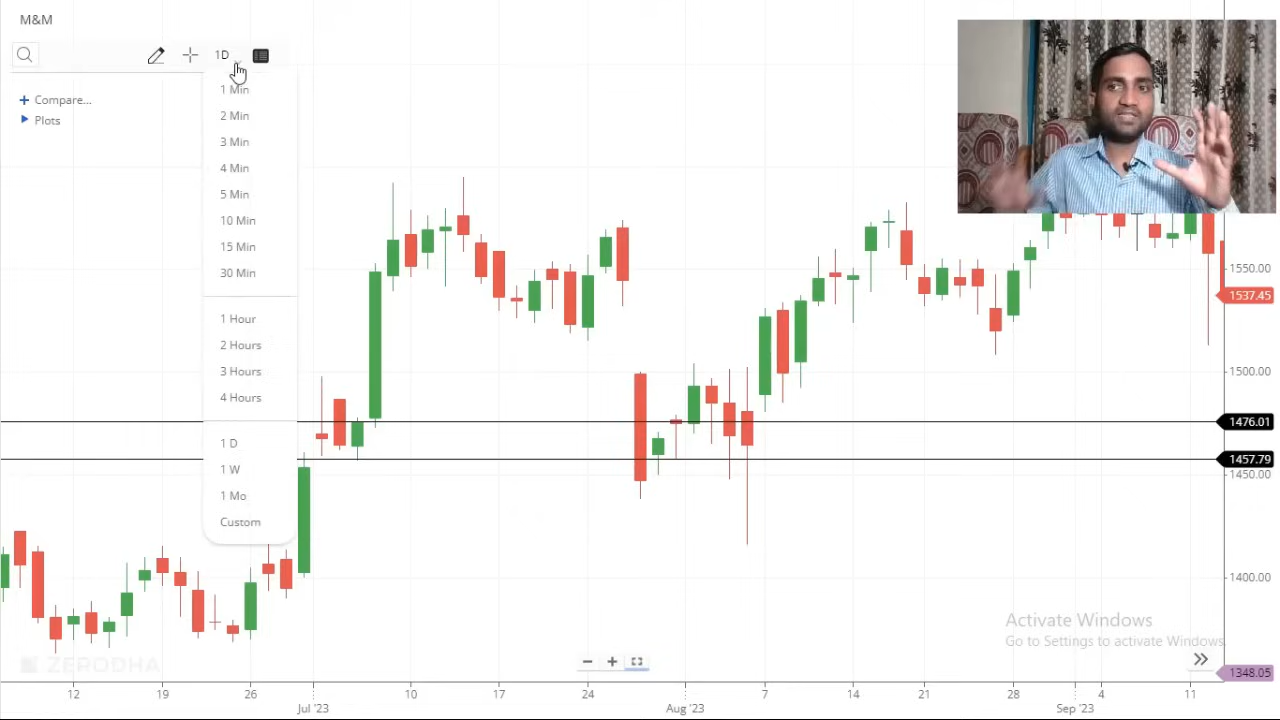 M&M
1D
+ Compare...
Plots
1 Min
2 Min
3 Min
4 Min
5 Min
10 Min
15 Min
30 Min
1 Hour
2 Hours
3 Hours
4 Hours
1 D
1 W
1 Mo
Custom
1550.00
1537.45
1500.00
1476.01
1457.79
1450.00
1400.00
1348.05
Activate Windows
Go to Settings to activate Windows
ZERODHA
12 19 26 10 17 24 7 14 21 28 4 11
Jul '23 Aug '23 Sep '23